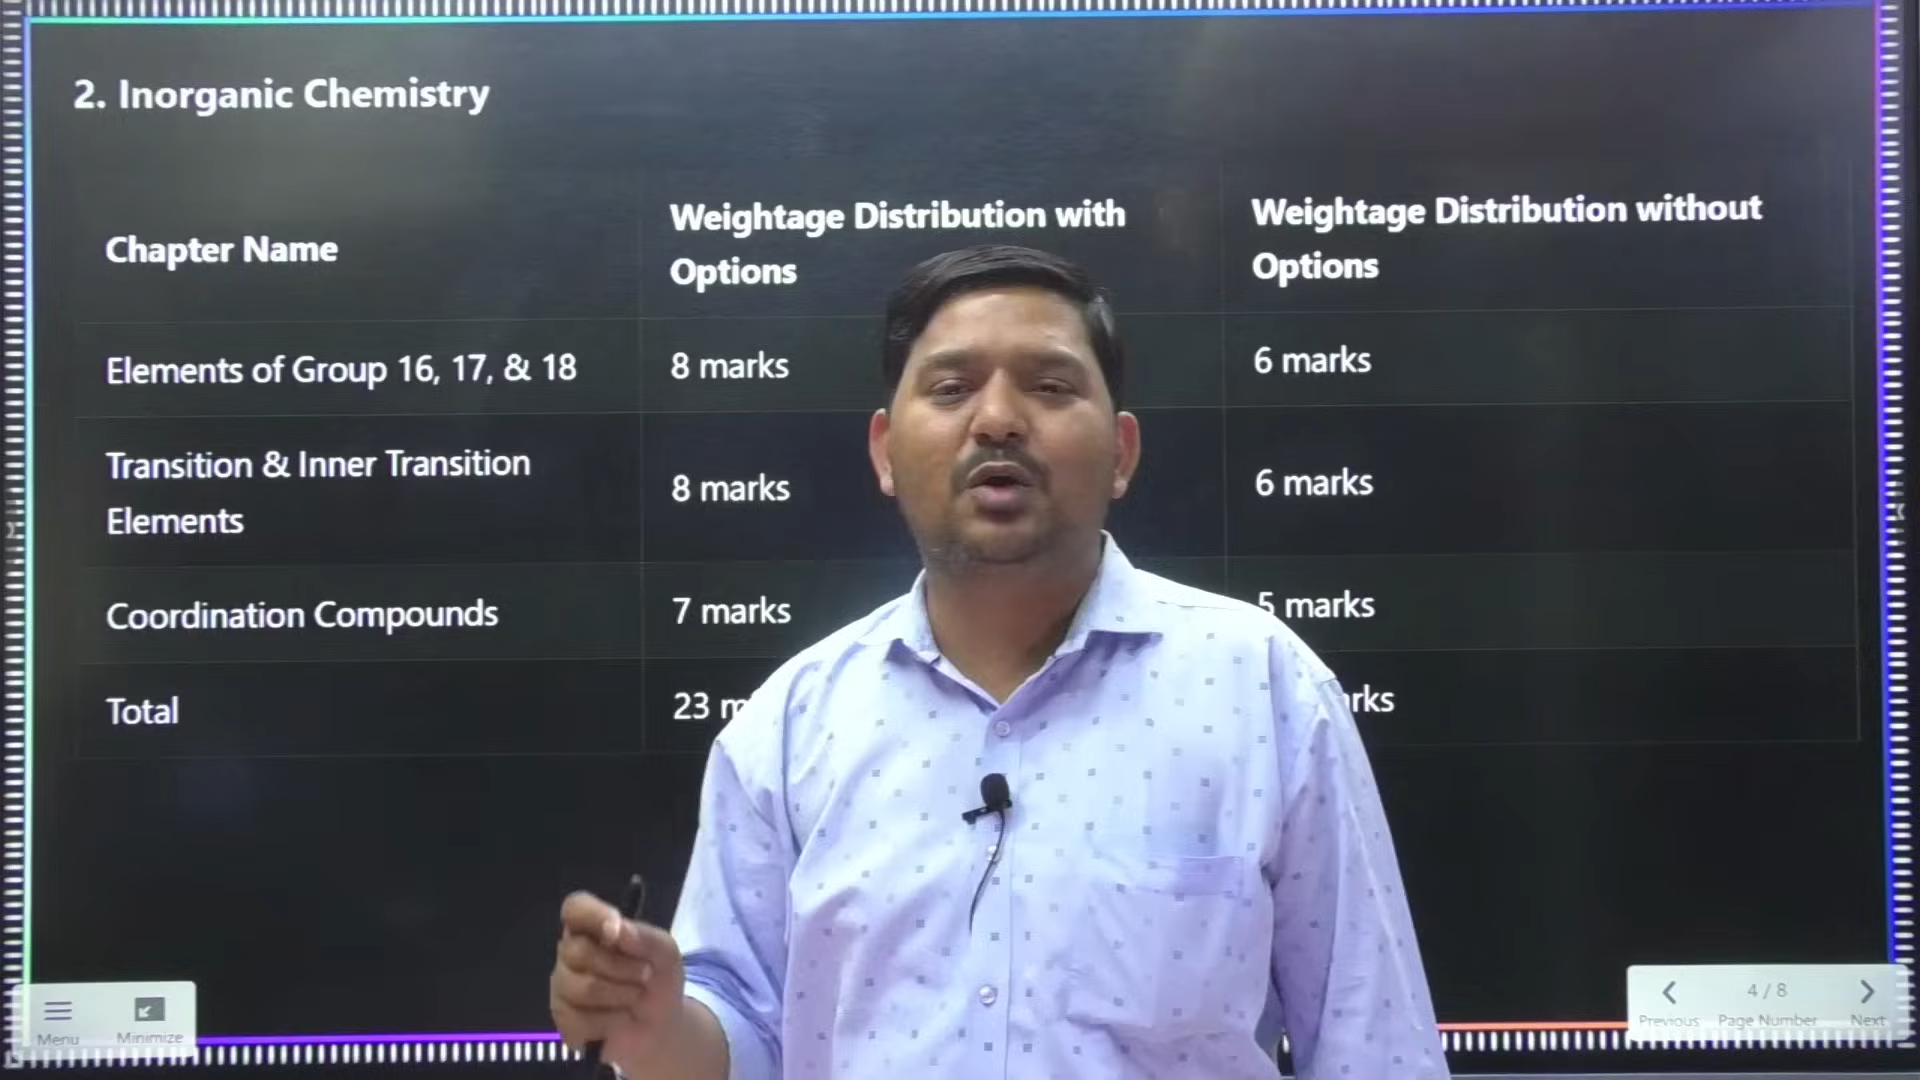 2. Inorganic Chemistry
Chapter Name
Weightage Distribution with
Options
Weightage Distribution without
Options
Elements of Group 16, 17, & 18
8 marks
6 marks
Transition & Inner Transition
Elements
8 marks
6 marks
Coordination Compounds
7 marks
5 marks
Total
23
Menu
Minimize
4 / 8
Previous
Page Number
Next